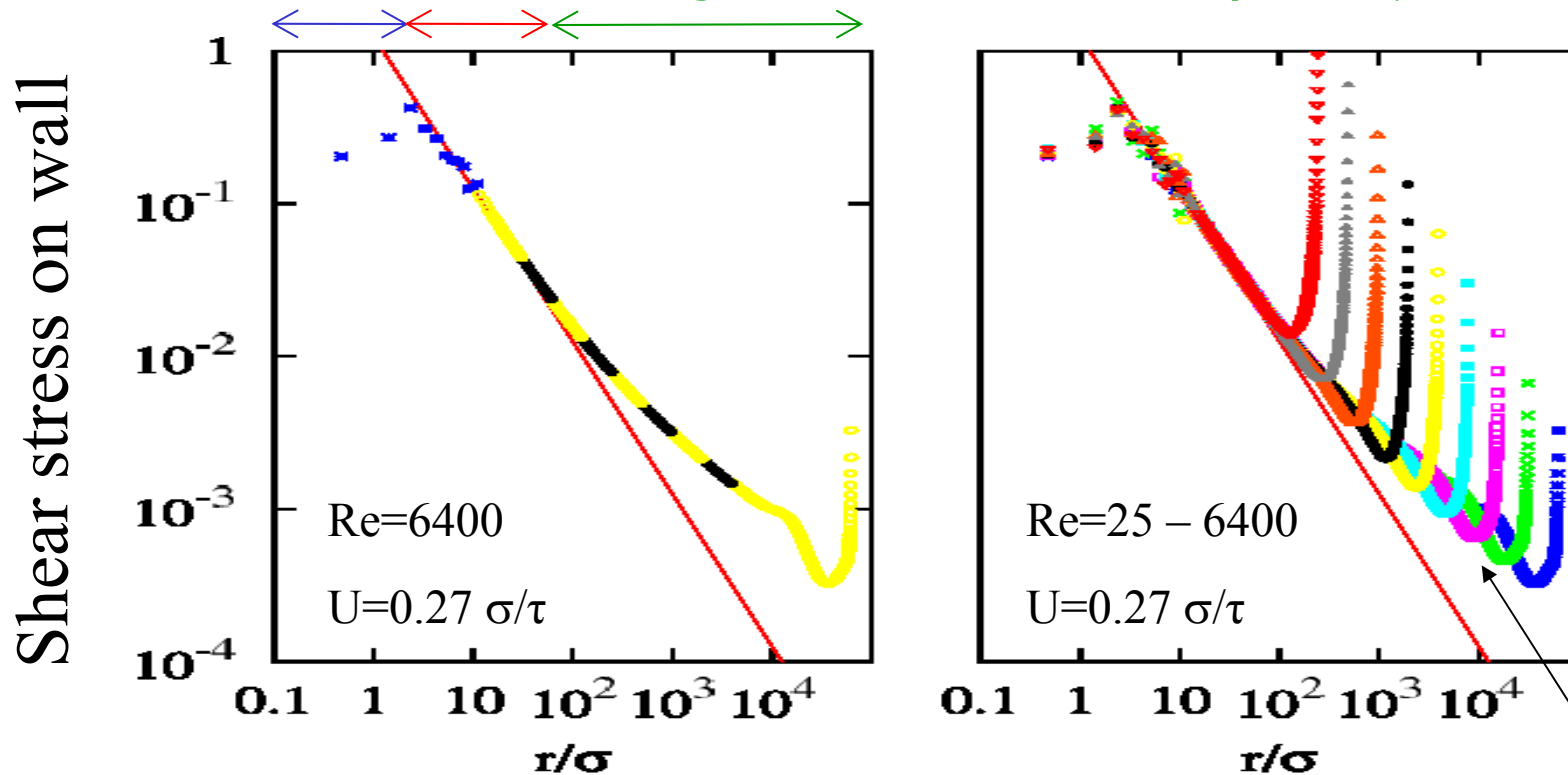 Shear stress on wall
1
10⁻¹
10⁻²
10⁻³
10⁻⁴
Re=6400
U=0.27 σ/τ
0.1 1 10 10² 10³ 10⁴
r/σ
Re=25 – 6400
U=0.27 σ/τ
0.1 1 10 10² 10³ 10⁴
r/σ